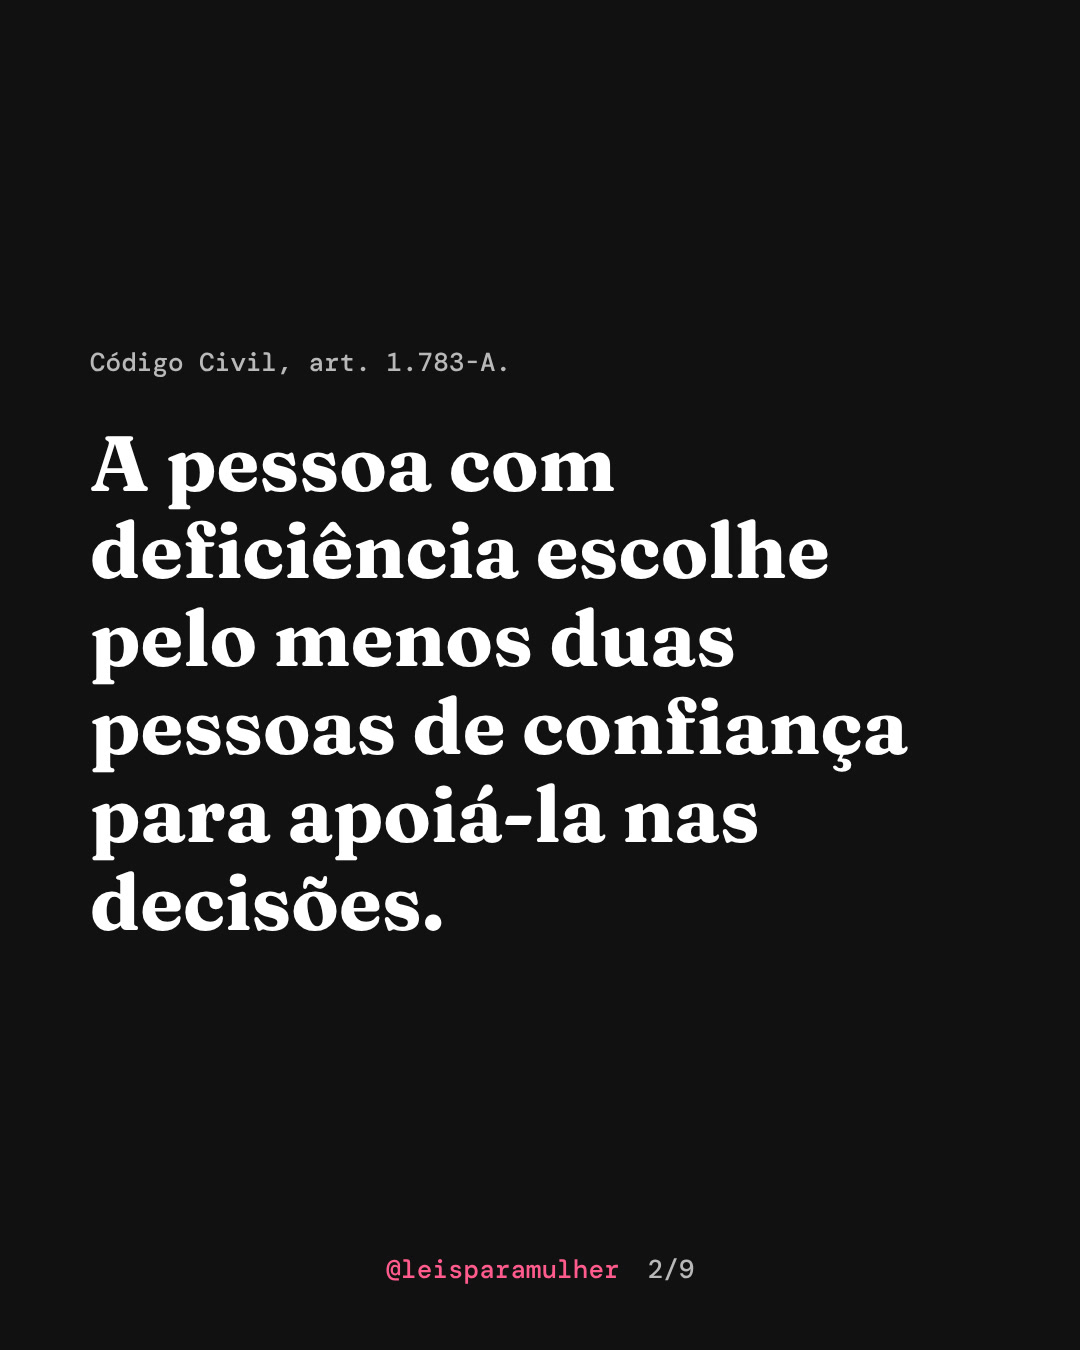 Código Civil, art. 1.783-A.
A pessoa com
deficiência escolhe
pelo menos duas
pessoas de confiança
para apoiá-la nas
decisões.
@leisparamulher 2/9